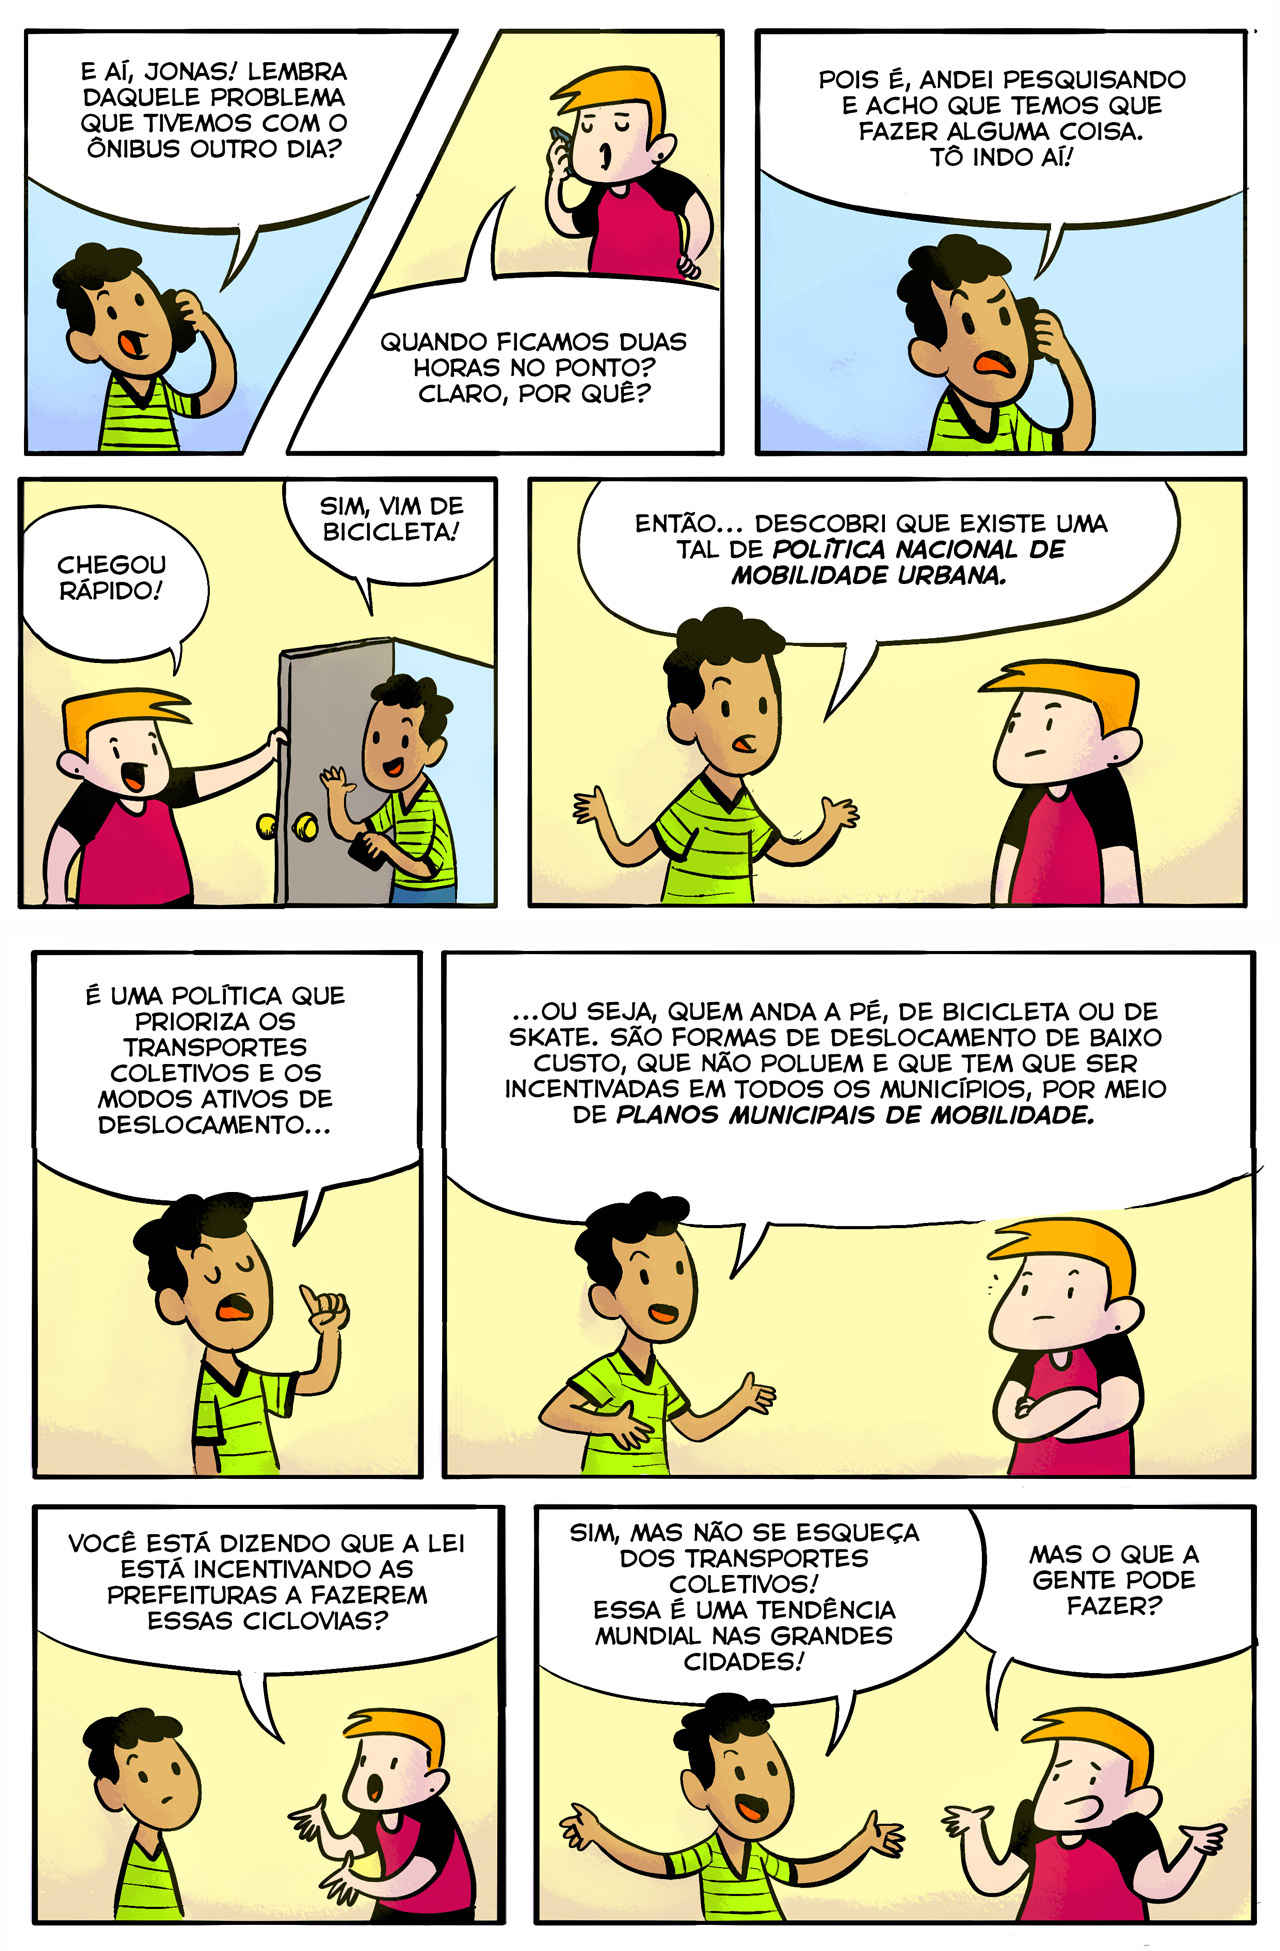 E AÍ, JONAS! LEMBRA
DAQUELE PROBLEMA
QUE TIVEMOS COM O
ÔNIBUS OUTRO DIA?
QUANDO FICAMOS DUAS
HORAS NO PONTO?
CLARO, POR QUÊ?
POIS É, ANDEI PESQUISANDO
E ACHO QUE TEMOS QUE
FAZER ALGUMA COISA.
TÔ INDO AÍ!
CHEGOU
RÁPIDO!
SIM, VIM DE
BICICLETA!
ENTÃO... DESCOBRI QUE EXISTE UMA
TAL DE POLÍTICA NACIONAL DE
MOBILIDADE URBANA.
É UMA POLÍTICA QUE
PRIORIZA OS
TRANSPORTES
COLETIVOS E OS
MODOS ATIVOS DE
DESLOCAMENTO...
...OU SEJA, QUEM ANDA A PÉ, DE BICICLETA OU DE
SKATE. SÃO FORMAS DE DESLOCAMENTO DE BAIXO
CUSTO, QUE NÃO POLUEM E QUE TEM QUE SER
INCENTIVADAS EM TODOS OS MUNICÍPIOS, POR MEIO
DE PLANOS MUNICIPAIS DE MOBILIDADE.
VOCÊ ESTÁ DIZENDO QUE A LEI
ESTÁ INCENTIVANDO AS
PREFEITURAS A FAZEREM
ESSAS CICLOVIAS?
SIM, MAS NÃO SE ESQUEÇA
DOS TRANSPORTES
COLETIVOS!
ESSA É UMA TENDÊNCIA
MUNDIAL NAS GRANDES
CIDADES!
MAS O QUE A
GENTE PODE
FAZER?